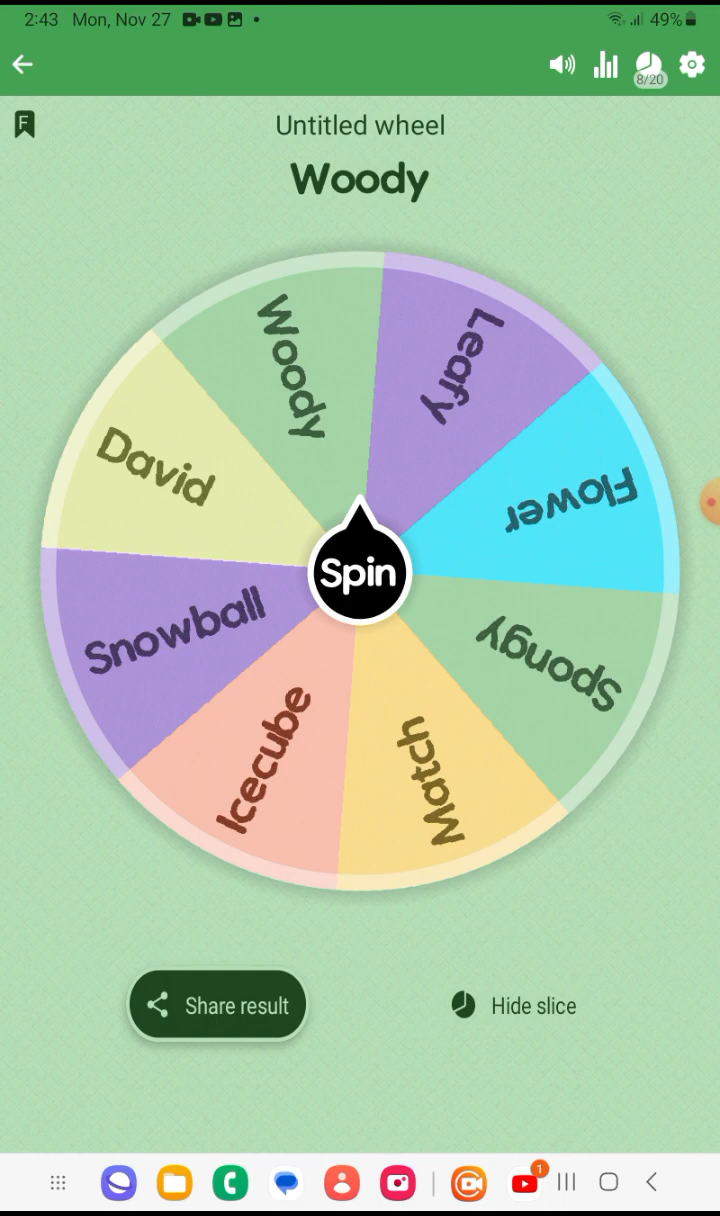 2:43 Mon, Nov 27 49%
8/20
F
Untitled wheel
Woody
Woody
Leafy
Flower
Spongy
Match
Icecube
Snowball
David
Spin
Share result
Hide slice
1